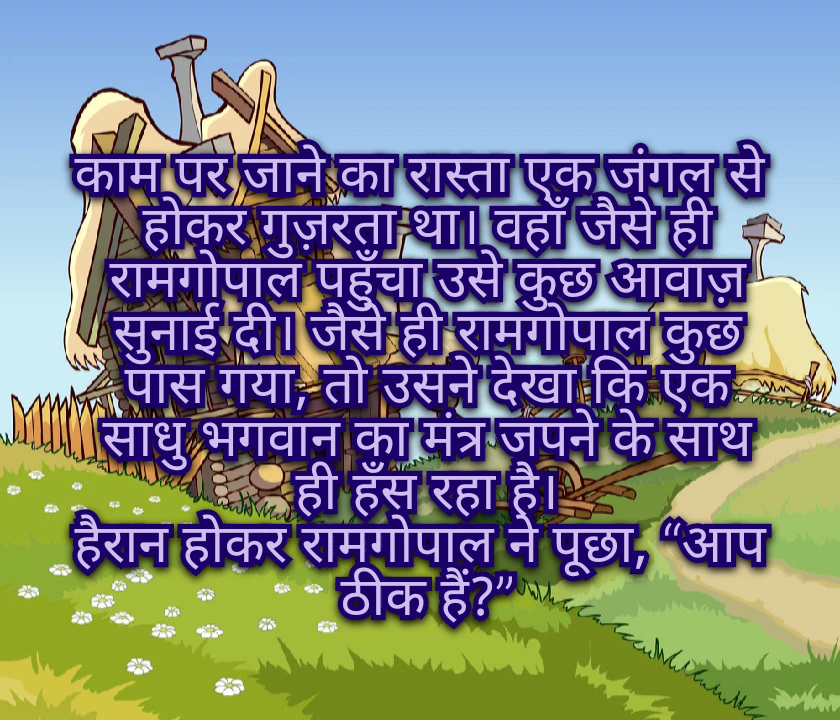 काम पर जाने का रास्ता एक जंगल से
होकर गुज़रता था। वहाँ जैसे ही
रामगोपाल पहुँचा उसे कुछ आवाज़
सुनाई दी। जैसे ही रामगोपाल कुछ
पास गया, तो उसने देखा कि एक
साधु भगवान का मंत्र जपने के साथ
ही हँस रहा है।
हैरान होकर रामगोपाल ने पूछा, “आप
ठीक हैं?”